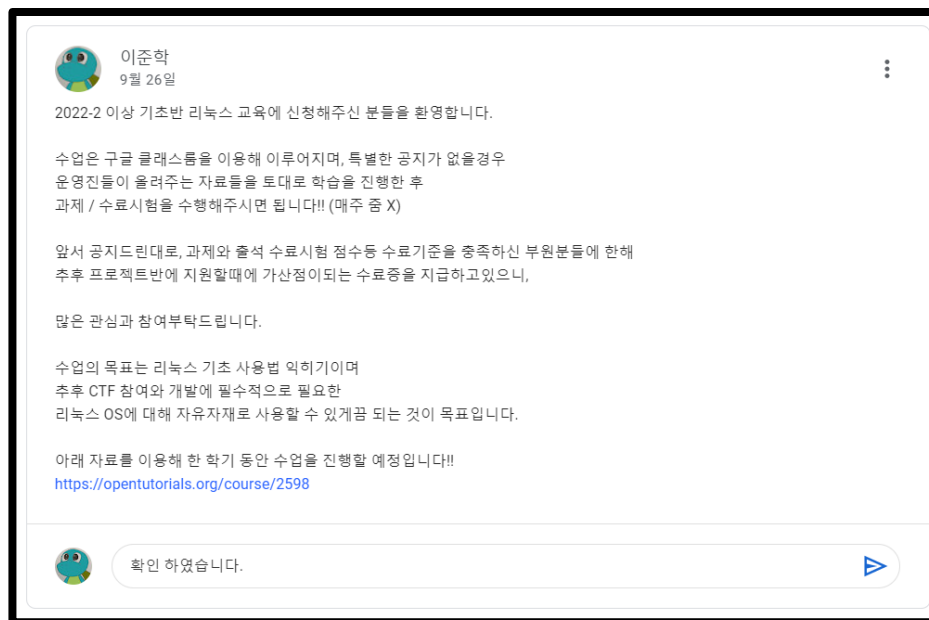 이준학
9월 26일
2022-2 이상 기초반 리눅스 교육에 신청해주신 분들을 환영합니다.
수업은 구글 클래스룸을 이용해 이루어지며, 특별한 공지가 없을경우
운영진들이 올려주는 자료들을 토대로 학습을 진행한 후
과제 / 수료시험을 수행해주시면 됩니다!! (매주 줌 X)
앞서 공지드린대로, 과제와 출석 수료시험 점수등 수료기준을 충족하신 부원분들에 한해
추후 프로젝트반에 지원할때에 가산점이되는 수료증을 지급하고있으니,
많은 관심과 참여부탁드립니다.
수업의 목표는 리눅스 기초 사용법 익히기이며
추후 CTF 참여와 개발에 필수적으로 필요한
리눅스 OS에 대해 자유자재로 사용할 수 있게끔 되는 것이 목표입니다.
아래 자료를 이용해 한 학기 동안 수업을 진행할 예정입니다!!
https://opentutorials.org/course/2598
확인 하였습니다.